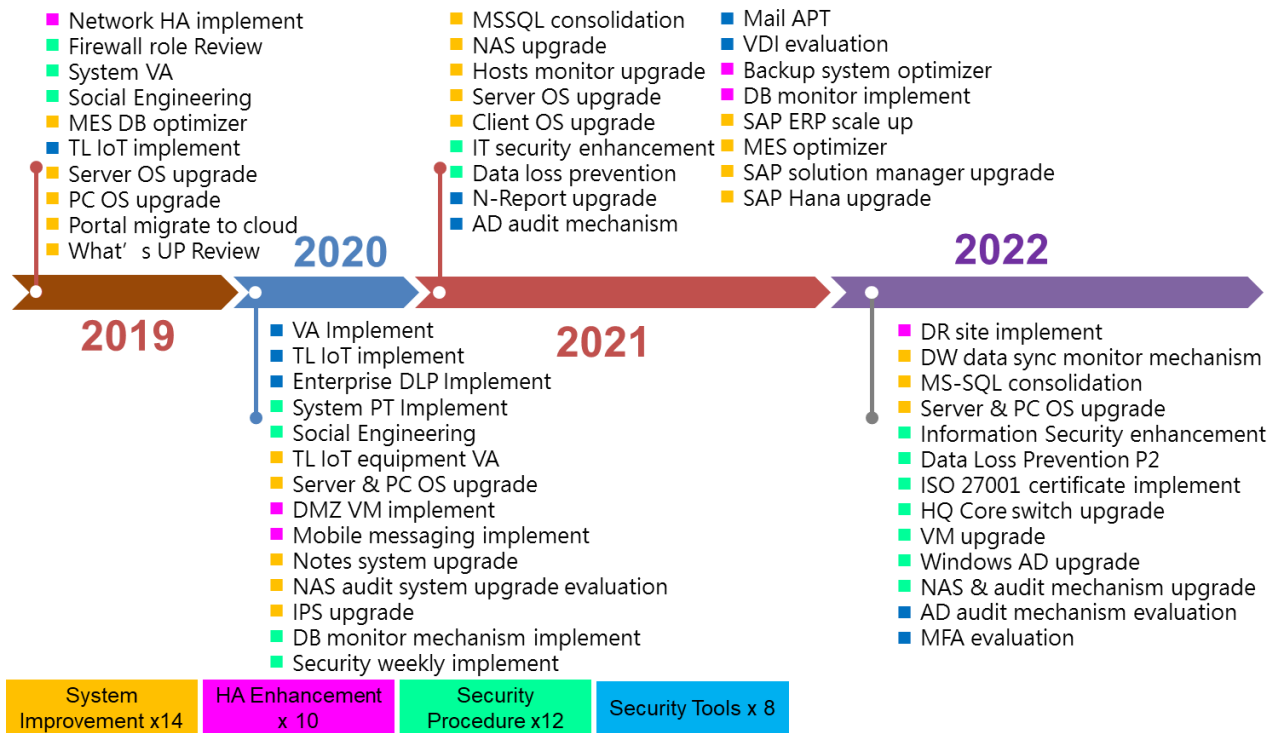 Network HA implement
Firewall role Review
System VA
Social Engineering
MES DB optimizer
TL IoT implement
Server OS upgrade
PC OS upgrade
Portal migrate to cloud
What’s UP Review
2019
2020
VA Implement
TL IoT implement
Enterprise DLP Implement
System PT Implement
Social Engineering
TL IoT equipment VA
Server & PC OS upgrade
DMZ VM implement
Mobile messaging implement
Notes system upgrade
NAS audit system upgrade evaluation
IPS upgrade
DB monitor mechanism implement
Security weekly implement
MSSQL consolidation
NAS upgrade
Hosts monitor upgrade
Server OS upgrade
Client OS upgrade
IT security enhancement
Data loss prevention
N-Report upgrade
AD audit mechanism
Mail APT
VDI evaluation
Backup system optimizer
DB monitor implement
SAP ERP scale up
MES optimizer
SAP solution manager upgrade
SAP Hana upgrade
2021
2022
DR site implement
DW data sync monitor mechanism
MS-SQL consolidation
Server & PC OS upgrade
Information Security enhancement
Data Loss Prevention P2
ISO 27001 certificate implement
HQ Core switch upgrade
VM upgrade
Windows AD upgrade
NAS & audit mechanism upgrade
AD audit mechanism evaluation
MFA evaluation
System
Improvement x14
HA Enhancement
x 10
Security
Procedure x12
Security Tools x 8